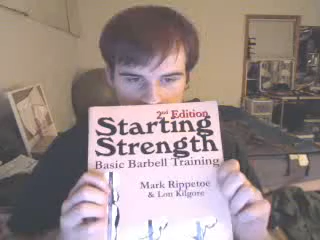 2nd Edition
Starting
Strength
Basic Barbell Training
Mark Rippetoe
& Lon Kilgore